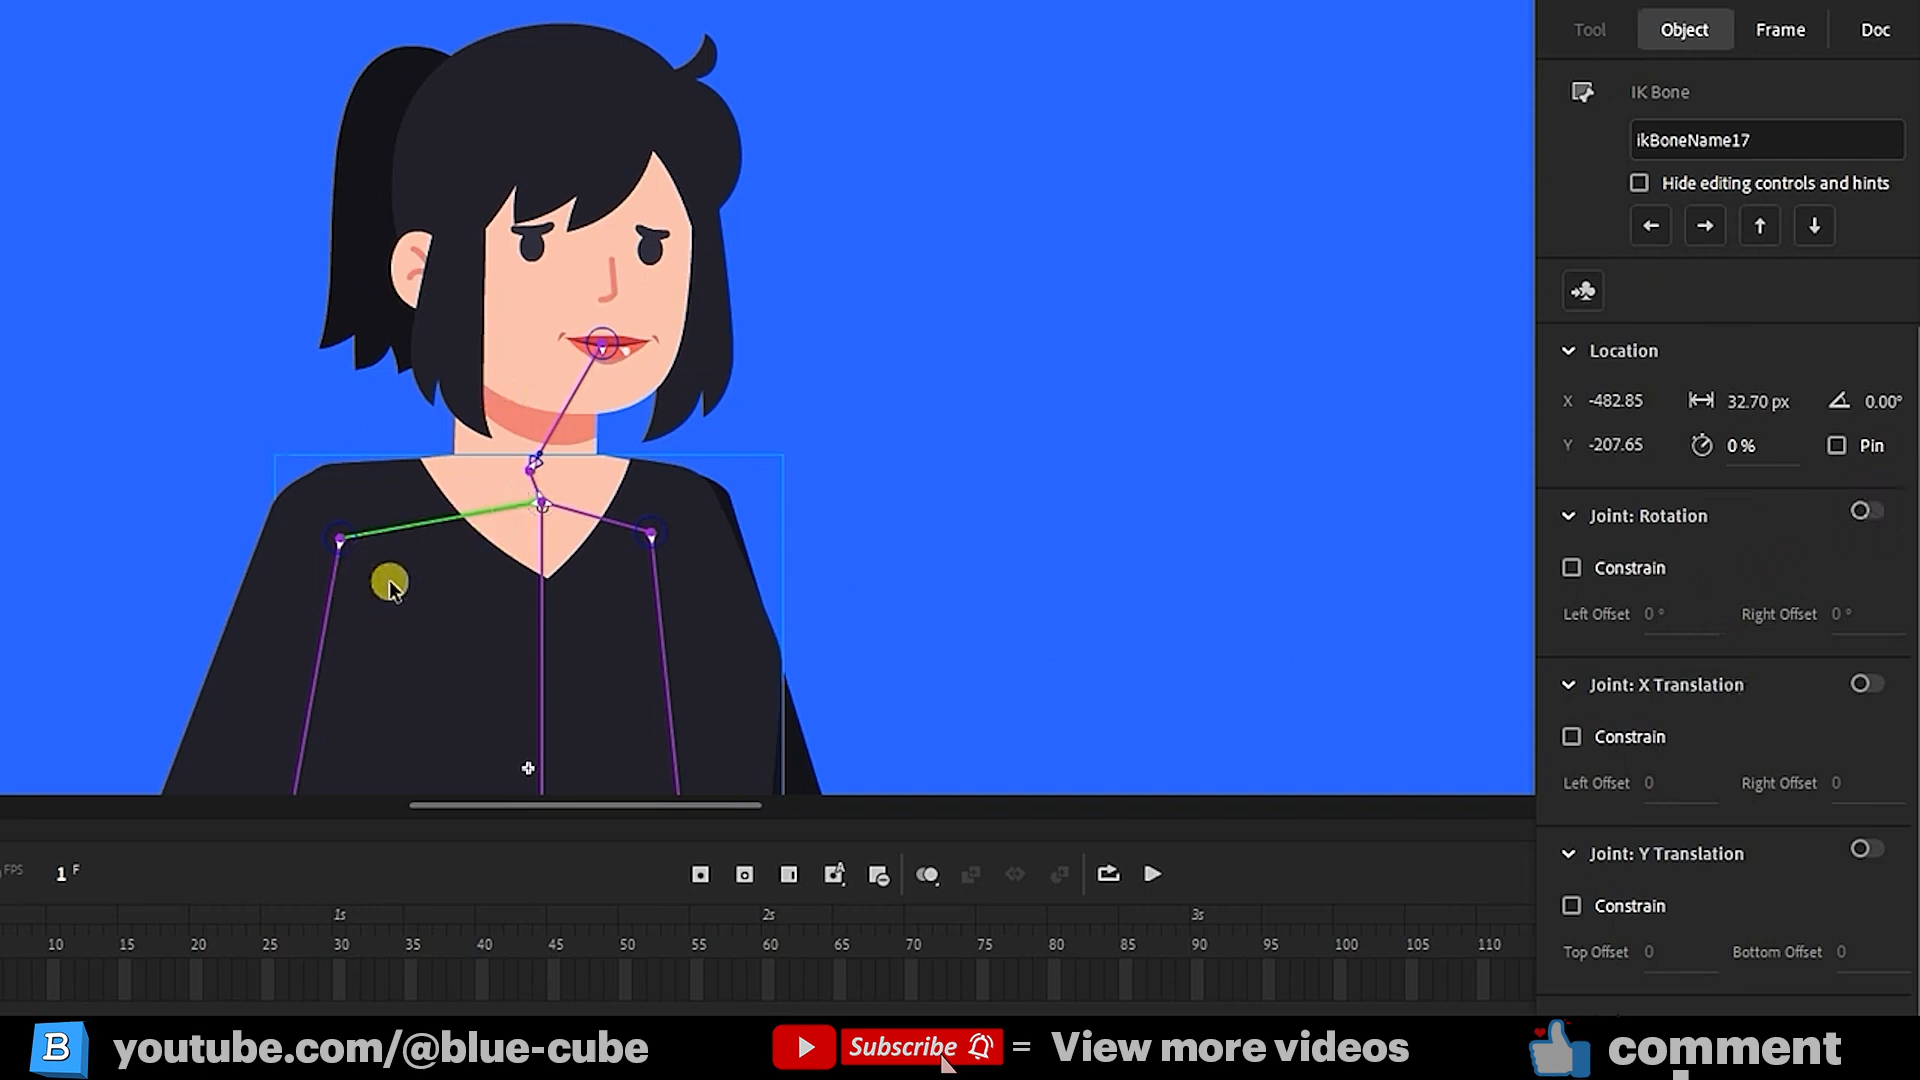 Tool Object Frame Doc
IK Bone
ikBoneName17
Hide editing controls and hints
Location
X -482.85 32.70 px 0.00°
Y -207.65 0 % Pin
Joint: Rotation
Constrain
Left Offset 0 ° Right Offset 0 °
Joint: X Translation
Constrain
Left Offset 0 Right Offset 0
Joint: Y Translation
Constrain
Top Offset 0 Bottom Offset 0
FPS 1 F
1s 2s 3s
10 15 20 25 30 35 40 45 50 55 60 65 70 75 80 85 90 95 100 105 110
B youtube.com/@blue-cube Subscribe = View more videos comment